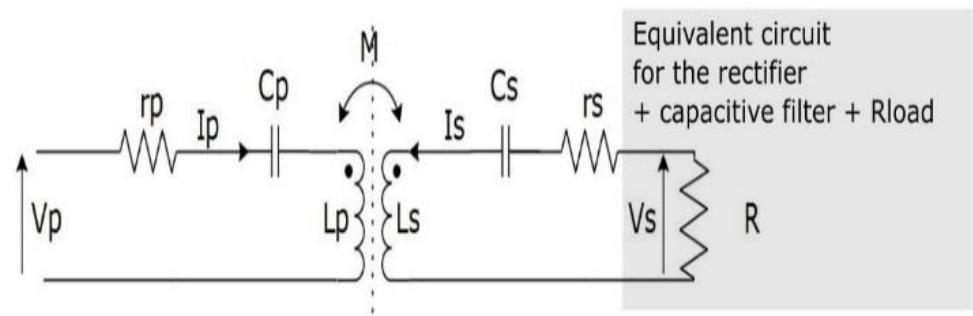 M
Equivalent circuit
for the rectifier
+ capacitive filter + Rload
rp
Ip
Cp
Is
Cs
rs
Vp
Lp
Ls
Vs
R